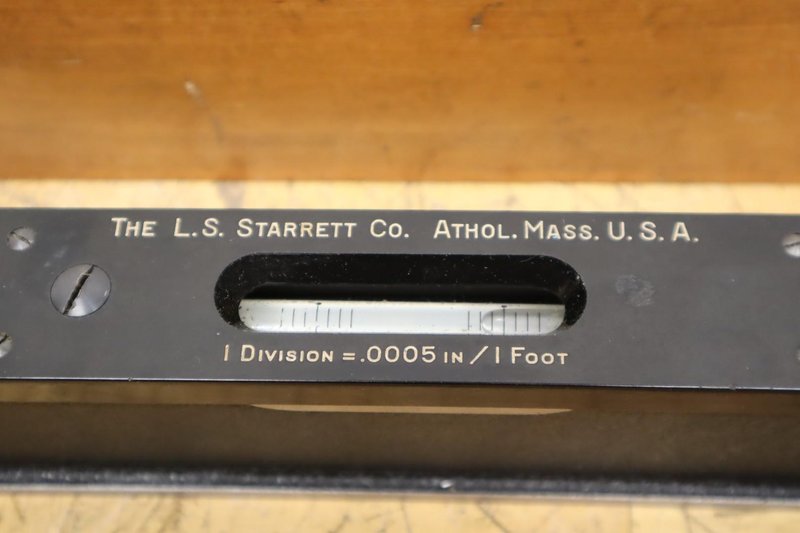 THE L.S. STARRETT CO. ATHOL. MASS. U. S. A.
1 DIVISION = .0005 IN / 1 FOOT